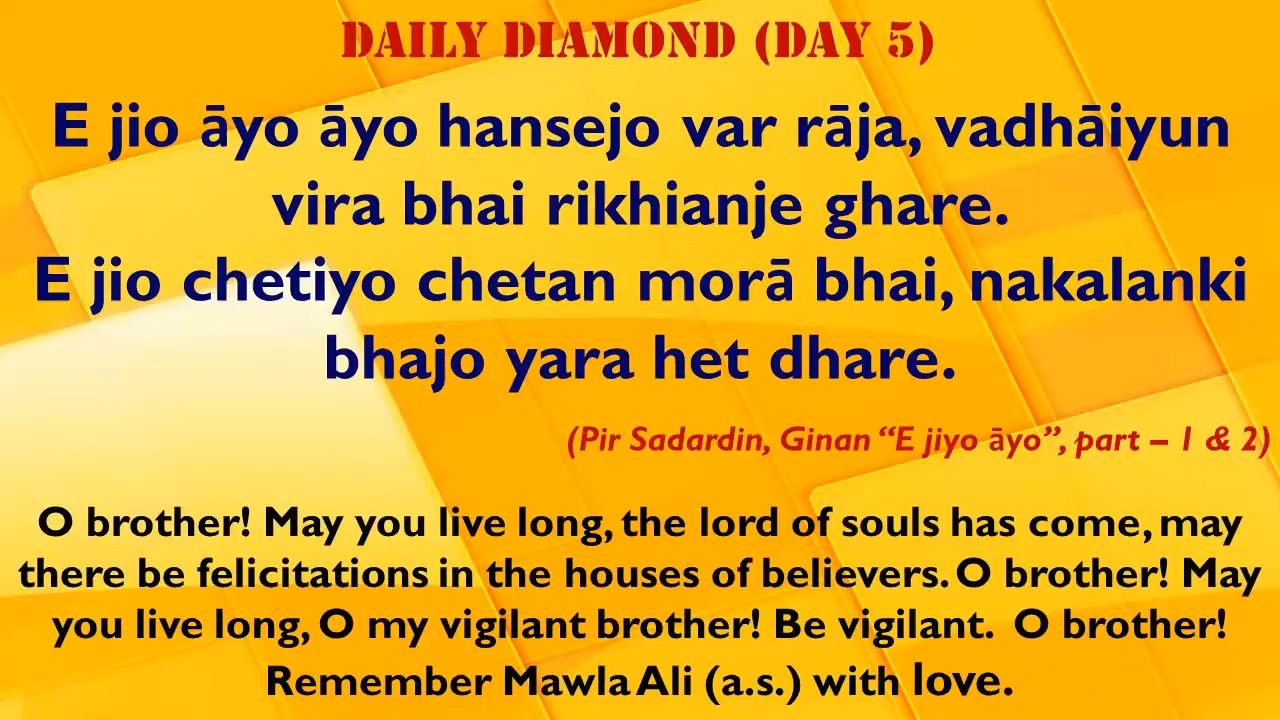 DAILY DIAMOND (DAY 5)
E jio āyo āyo hansejo var rāja, vadhāiyun
vira bhai rikhianje ghare.
E jio chetiyo chetan morā bhai, nakalanki
bhajo yara het dhare.
(Pir Sadardin, Ginan “E jiyo āyo”, part – 1 & 2)
O brother! May you live long, the lord of souls has come, may
there be felicitations in the houses of believers. O brother! May
you live long, O my vigilant brother! Be vigilant.  O brother!
Remember Mawla Ali (a.s.) with love.